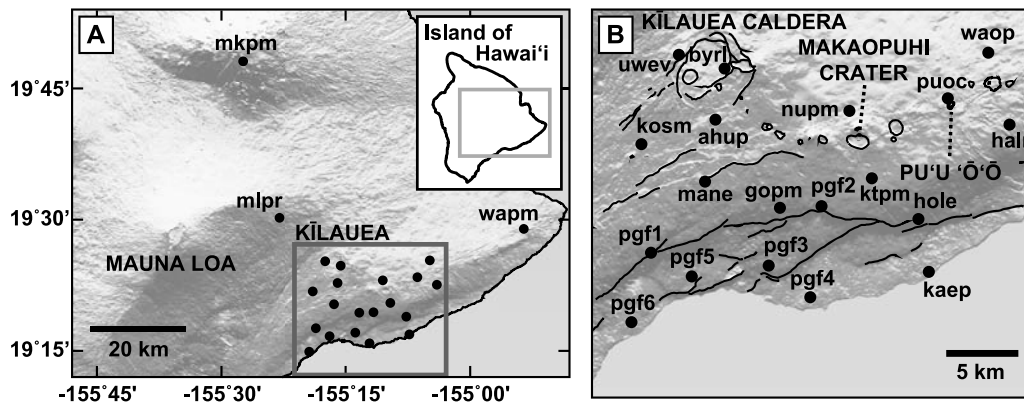 A
mkpm
Island of
Hawai‘i
19˚45'
mlpr
19˚30'
wapm
KĪLAUEA
MAUNA LOA
20 km
19˚15'
-155˚45'
-155˚30'
-155˚15'
-155˚00'
B
KĪLAUEA CALDERA
uwev
byrl
MAKAOPUHI
CRATER
waop
puoc
nupm
kosm
ahup
haln
PU‘U ‘Ō‘Ō
mane
gopm
pgf2
ktpm
hole
pgf1
pgf5
pgf3
pgf4
kaep
pgf6
5 km